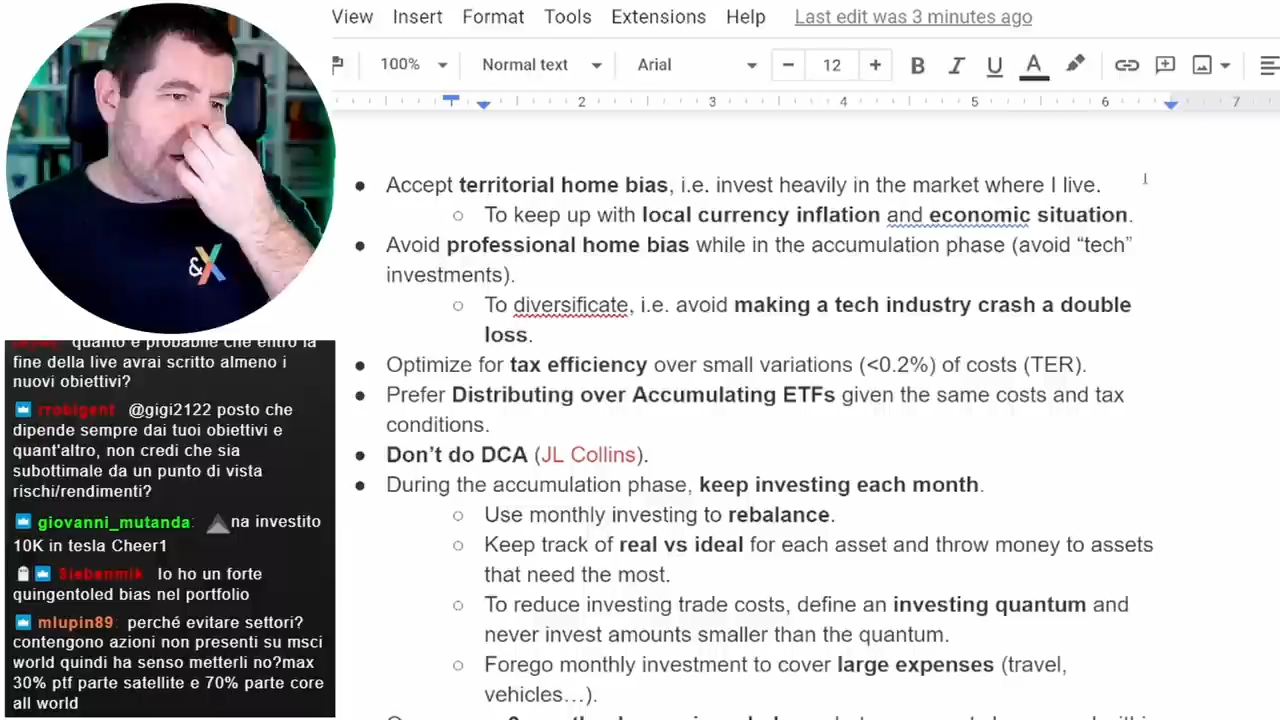 View Insert Format Tools Extensions Help Last edit was 3 minutes ago
100% Normal text Arial 12 B I U A
1 2 3 4 5 6 7
● Accept territorial home bias, i.e. invest heavily in the market where I live.
○ To keep up with local currency inflation and economic situation.
● Avoid professional home bias while in the accumulation phase (avoid “tech”
investments).
○ To diversificate, i.e. avoid making a tech industry crash a double
loss.
● Optimize for tax efficiency over small variations (<0.2%) of costs (TER).
● Prefer Distributing over Accumulating ETFs given the same costs and tax
conditions.
● Don’t do DCA (JL Collins).
● During the accumulation phase, keep investing each month.
○ Use monthly investing to rebalance.
○ Keep track of real vs ideal for each asset and throw money to assets
that need the most.
○ To reduce investing trade costs, define an investing quantum and
never invest amounts smaller than the quantum.
○ Forego monthly investment to cover large expenses (travel,
vehicles…).
&X
quanto è probabile che entro la
fine della live avrai scritto almeno i
nuovi obiettivi?
rrobigent @gigi2122 posto che
dipende sempre dai tuoi obiettivi e
quant'altro, non credi che sia
subottimale da un punto di vista
rischi/rendimenti?
giovanni_mutanda: na investito
10K in tesla Cheer1
Siebenmik Io ho un forte
quingentoled bias nel portfolio
mlupin89: perché evitare settori?
contengono azioni non presenti su msci
world quindi ha senso metterli no?max
30% ptf parte satellite e 70% parte core
all world